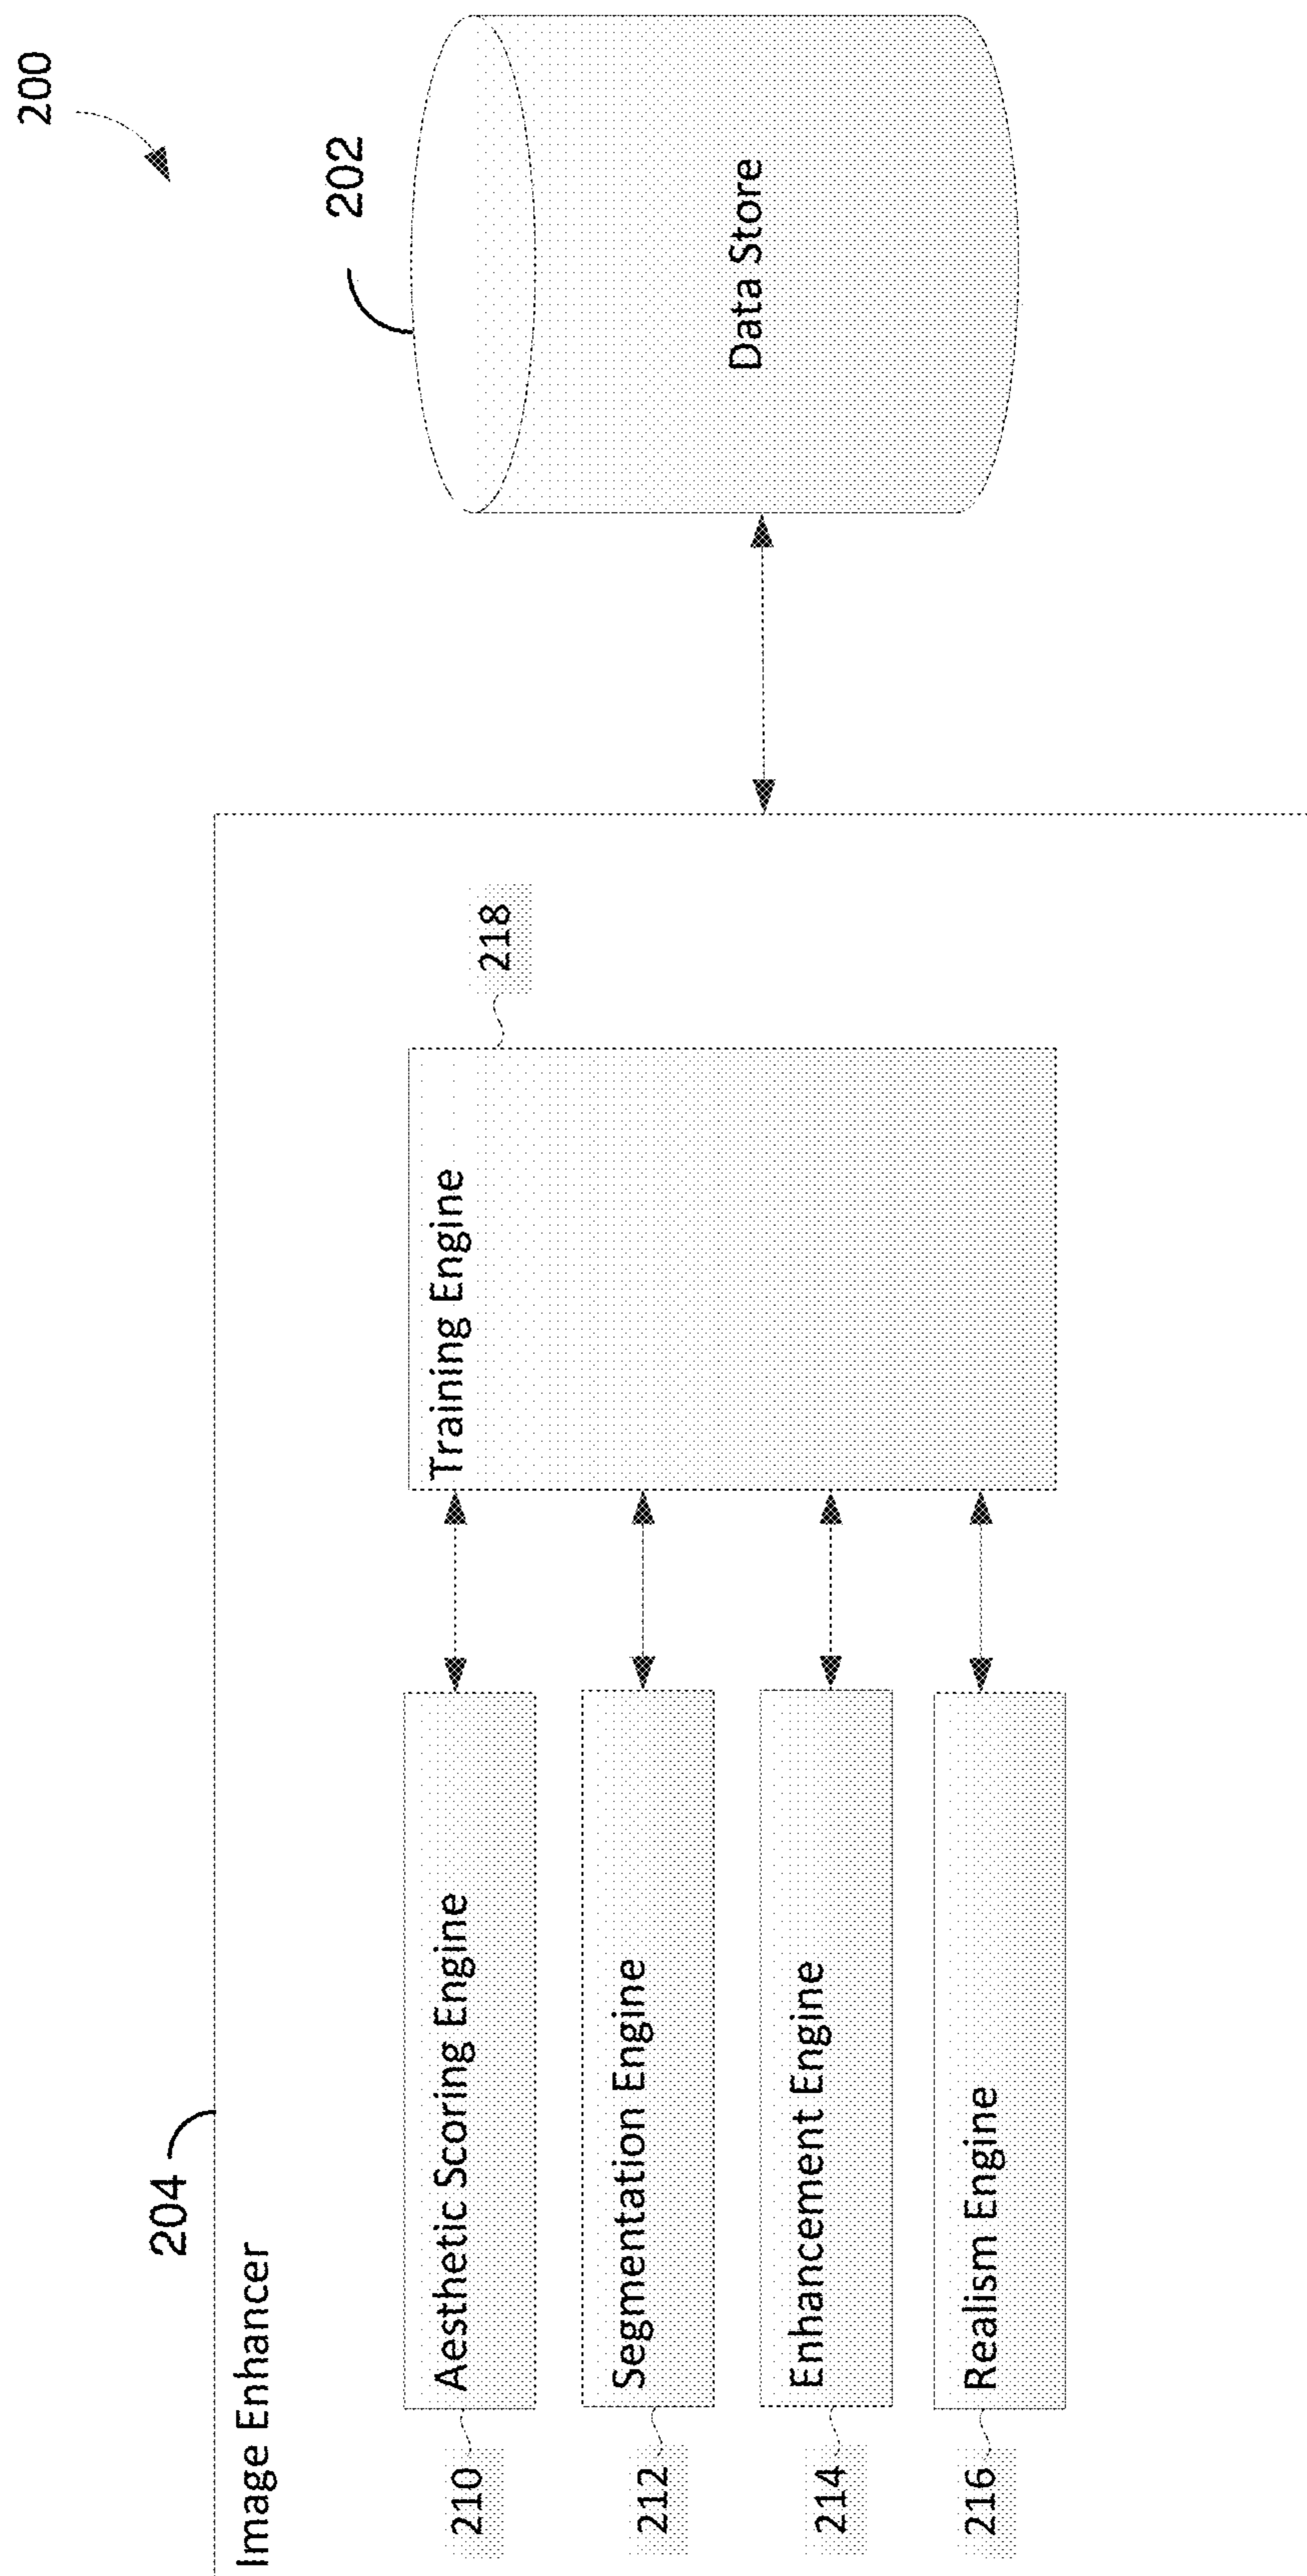 200
204
202
Image Enhancer
218
210
Aesthetic Scoring Engine
Training Engine
212
Segmentation Engine
Data Store
214
Enhancement Engine
216
Realism Engine